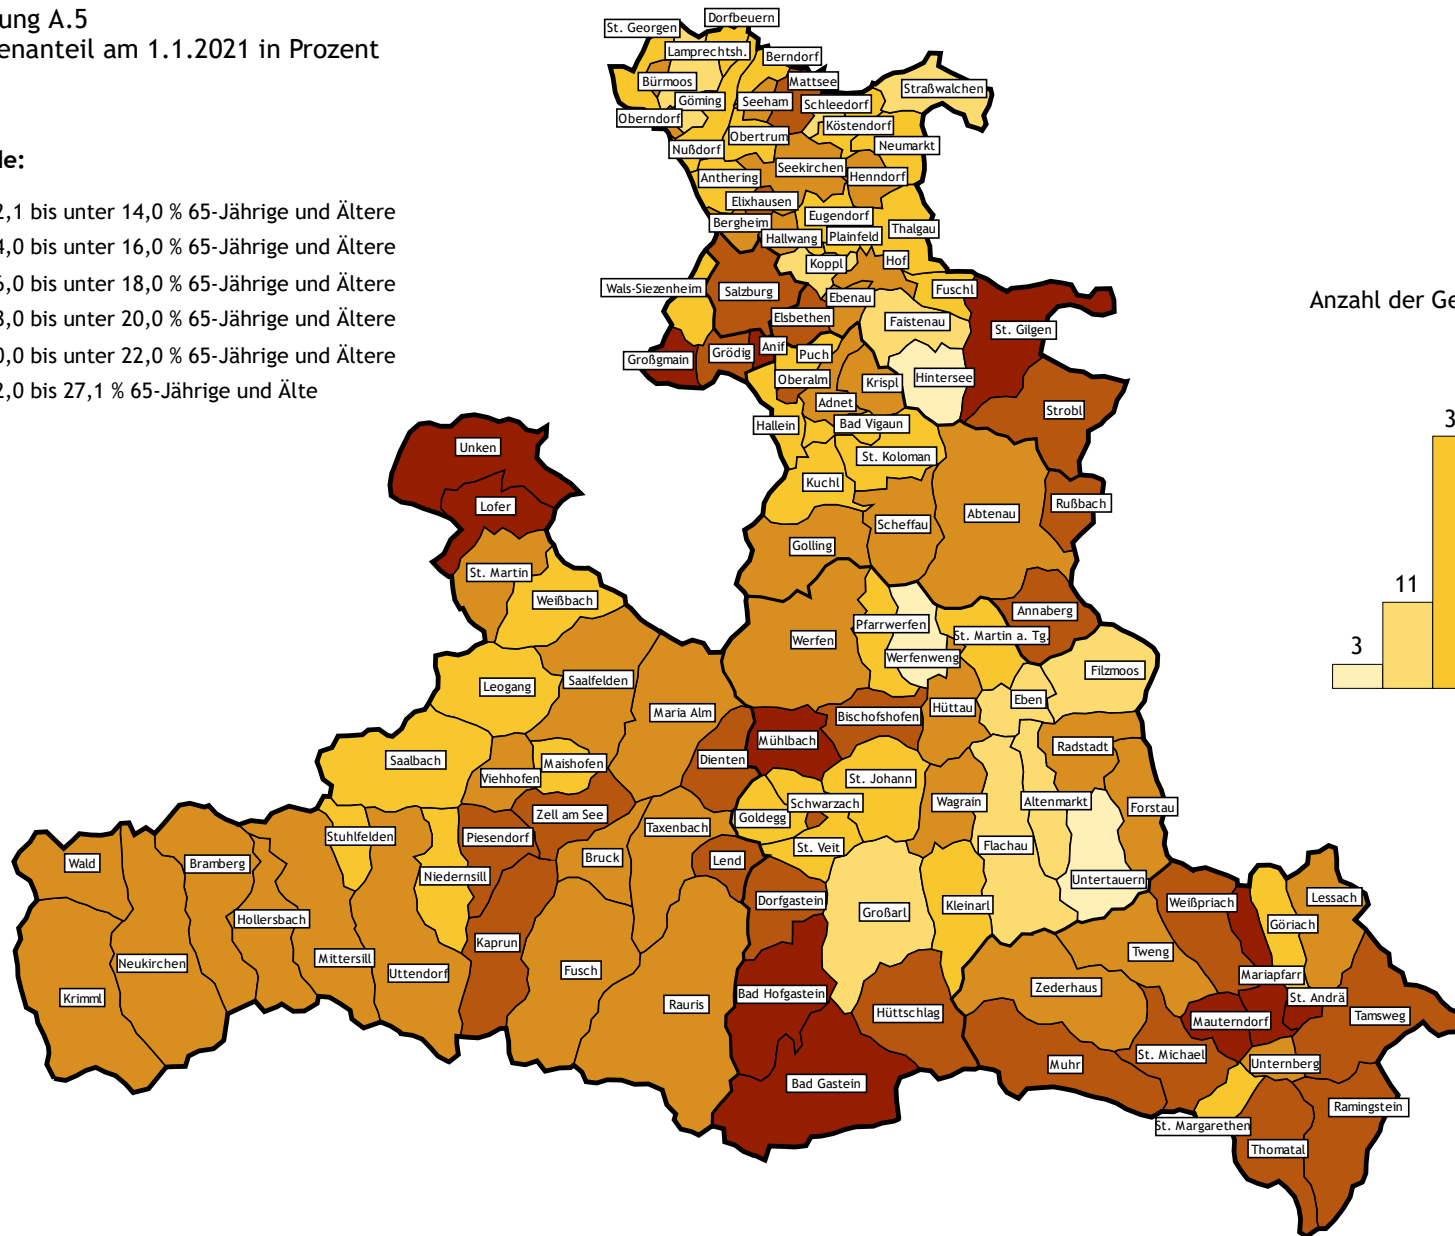 ung A.5
enanteil am 1.1.2021 in Prozent
de:
2,1 bis unter 14,0 % 65-Jährige und Ältere
4,0 bis unter 16,0 % 65-Jährige und Ältere
6,0 bis unter 18,0 % 65-Jährige und Ältere
8,0 bis unter 20,0 % 65-Jährige und Ältere
0,0 bis unter 22,0 % 65-Jährige und Ältere
2,0 bis 27,1 % 65-Jährige und Älte
Anzahl der Ge
3
11
3
Dorfbeuern
St. Georgen
Lamprechtsh.
Berndorf
Bürmoos
Mattsee
Straßwalchen
Göming
Seeham
Schleedorf
Oberndorf
Köstendorf
Obertrum
Neumarkt
Nußdorf
Seekirchen
Henndorf
Anthering
Elixhausen
Eugendorf
Bergheim
Thalgau
Hallwang
Plainfeld
Koppl
Hof
Wals-Siezenheim
Salzburg
Ebenau
Fuschl
Elsbethen
Faistenau
St. Gilgen
Anif
Puch
Grödig
Großgmain
Oberalm
Krispl
Hintersee
Adnet
Strobl
Hallein
Bad Vigaun
Unken
St. Koloman
Kuchl
Lofer
Rußbach
Abtenau
Scheffau
Golling
St. Martin
Weißbach
Annaberg
Pfarrwerfen
St. Martin a. Tg.
Werfen
Werfenweng
Filzmoos
Saalfelden
Leogang
Eben
Hüttau
Maria Alm
Bischofshofen
Mühlbach
Radstadt
Saalbach
Dienten
Maishofen
Viehhofen
St. Johann
Schwarzach
Wagrain
Altenmarkt
Forstau
Zell am See
Goldegg
Taxenbach
Stuhlfelden
Piesendorf
Flachau
St. Veit
Bruck
Lend
Wald
Bramberg
Niedernsill
Untertauern
Lessach
Dorfgastein
Weißpriach
Kleinarl
Großarl
Hollersbach
Göriach
Kaprun
Tweng
Mittersill
Neukirchen
Uttendorf
Fusch
Mariapfarr
Zederhaus
Bad Hofgastein
Krimml
St. Andrä
Rauris
Hüttschlag
Tamsweg
Mauterndorf
St. Michael
Muhr
Unternberg
Bad Gastein
Ramingstein
St. Margarethen
Thomatal